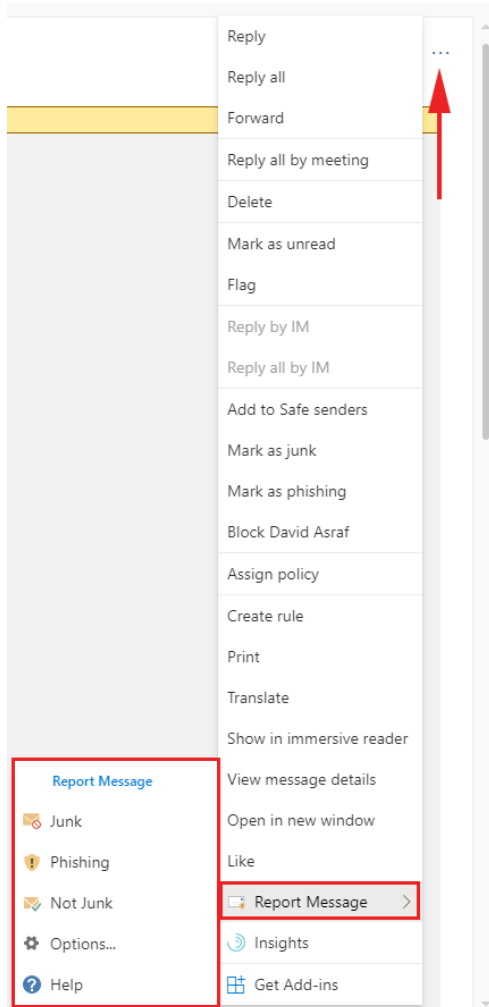 ...
Reply
Reply all
Forward
Reply all by meeting
Delete
Mark as unread
Flag
Reply by IM
Reply all by IM
Add to Safe senders
Mark as junk
Mark as phishing
Block David Asraf
Assign policy
Create rule
Print
Translate
Show in immersive reader
View message details
Open in new window
Like
Report Message
Insights
Get Add-ins
Report Message
Junk
Phishing
Not Junk
Options...
Help